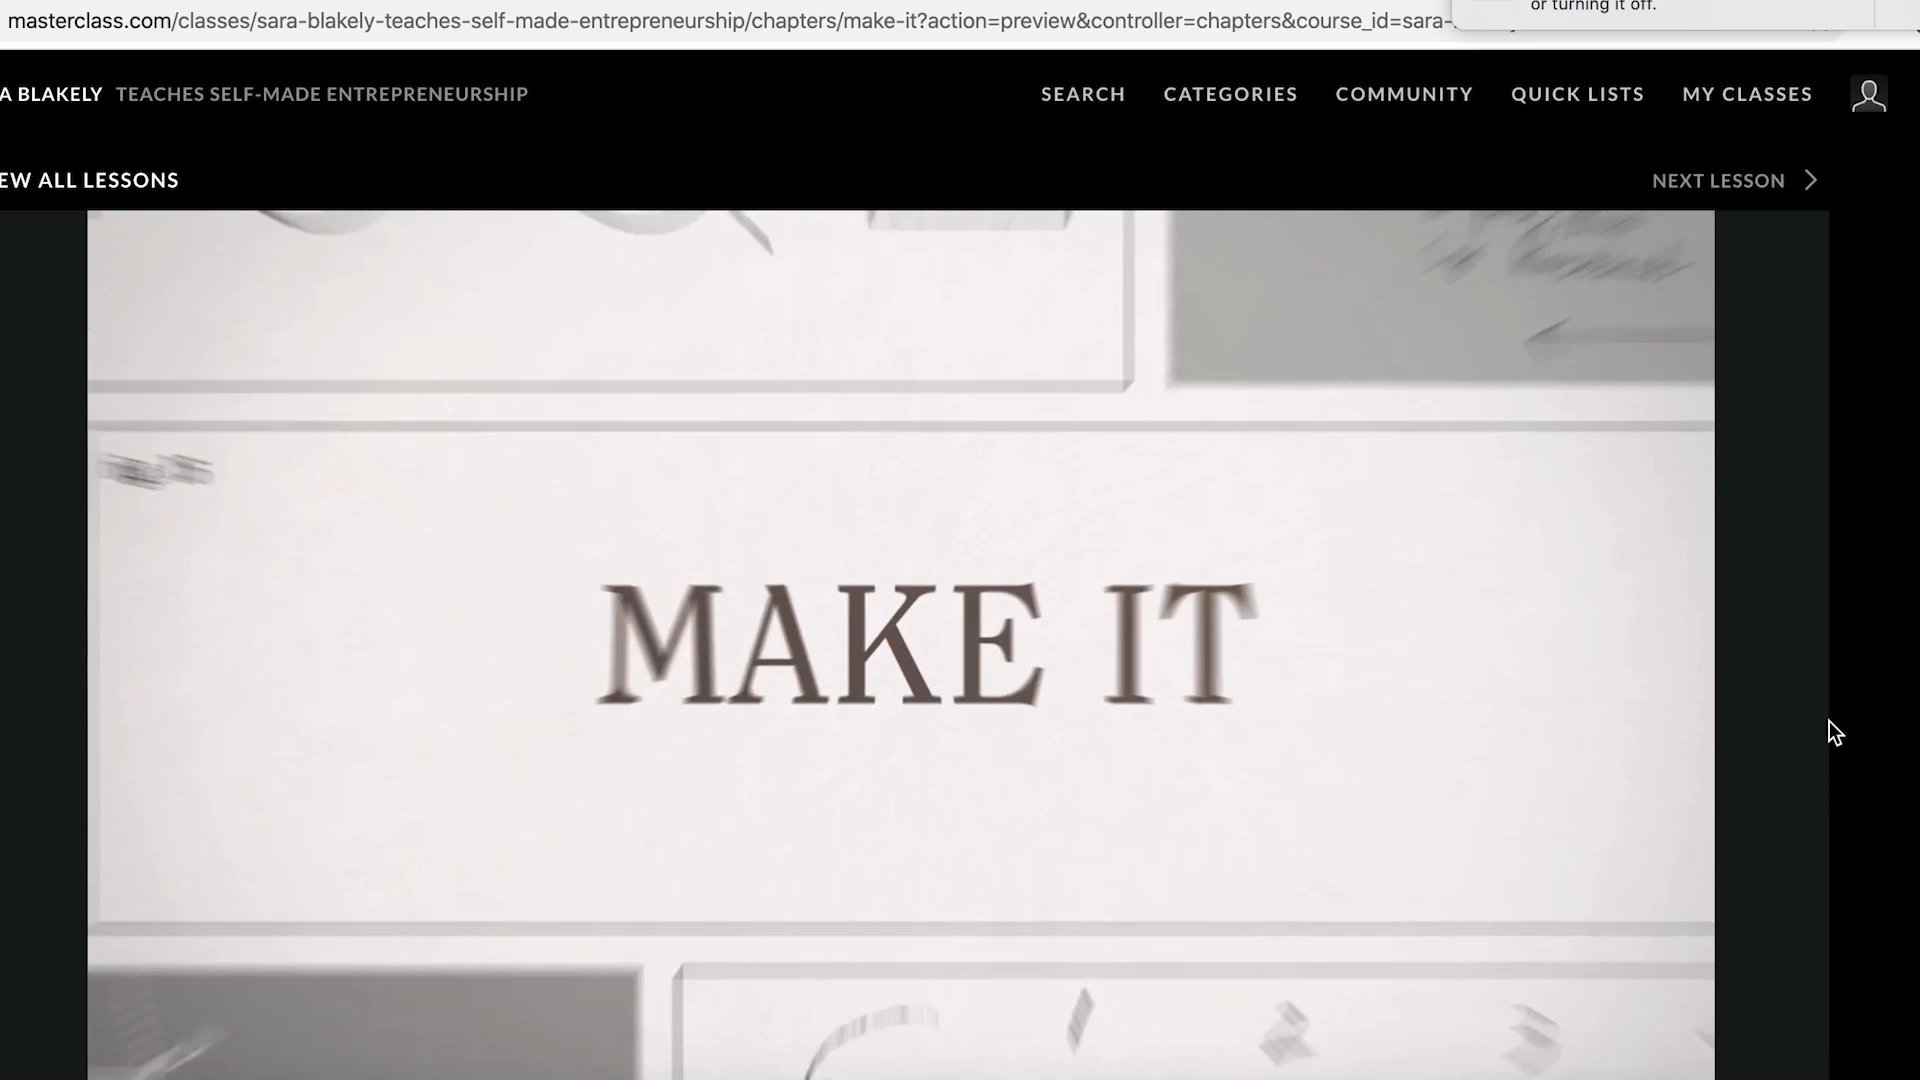 or turning it off.
masterclass.com/classes/sara-blakely-teaches-self-made-entrepreneurship/chapters/make-it?action=preview&controller=chapters&course_id=sara-
A BLAKELY TEACHES SELF-MADE ENTREPRENEURSHIP SEARCH CATEGORIES COMMUNITY QUICK LISTS MY CLASSES
EW ALL LESSONS NEXT LESSON
MAKE IT